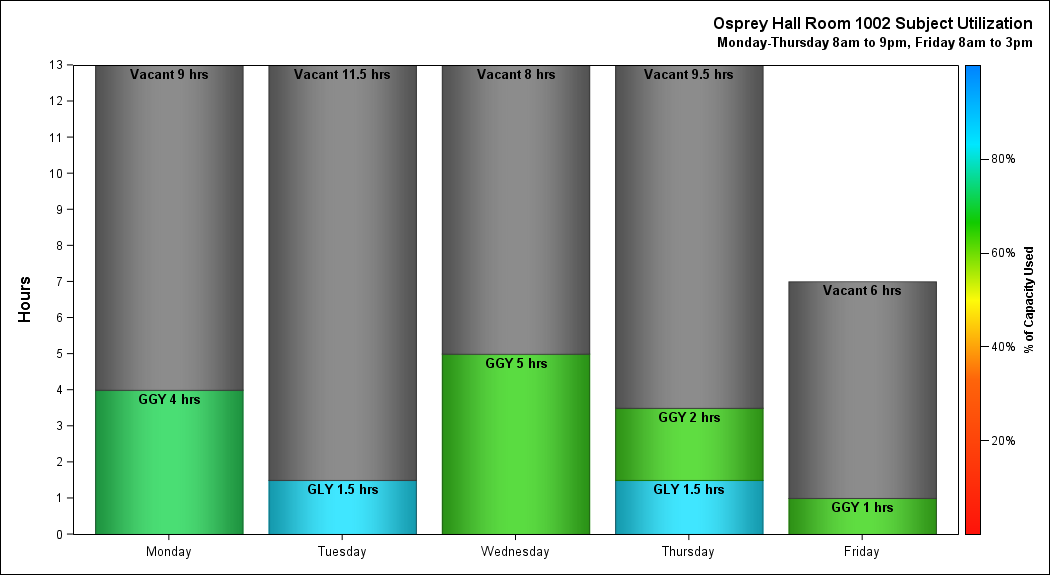 Osprey Hall Room 1002 Subject Utilization
Monday-Thursday 8am to 9pm, Friday 8am to 3pm
Hours
13
12
11
10
9
8
7
6
5
4
3
2
1
0
Vacant 9 hrs
GGY 4 hrs
Vacant 11.5 hrs
GLY 1.5 hrs
Vacant 8 hrs
GGY 5 hrs
Vacant 9.5 hrs
GGY 2 hrs
GLY 1.5 hrs
Vacant 6 hrs
GGY 1 hrs
Monday
Tuesday
Wednesday
Thursday
Friday
80%
60%
40%
20%
% of Capacity Used